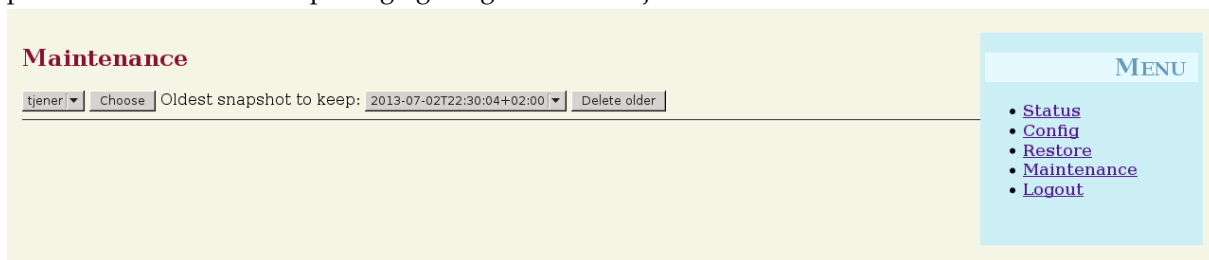 Maintenance
tjener Choose Oldest snapshot to keep: 2013-07-02T22:30:04+02:00 Delete older
MENU
• Status
• Config
• Restore
• Maintenance
• Logout